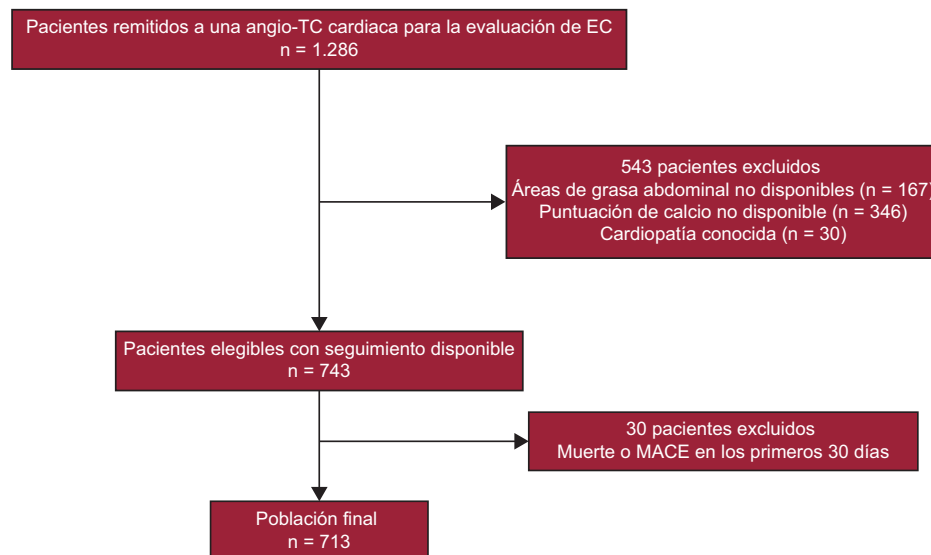 Pacientes remitidos a una angio-TC cardiaca para la evaluación de EC
n = 1.286
543 pacientes excluidos
Áreas de grasa abdominal no disponibles (n = 167)
Puntuación de calcio no disponible (n = 346)
Cardiopatía conocida (n = 30)
Pacientes elegibles con seguimiento disponible
n = 743
30 pacientes excluidos
Muerte o MACE en los primeros 30 días
Población final
n = 713